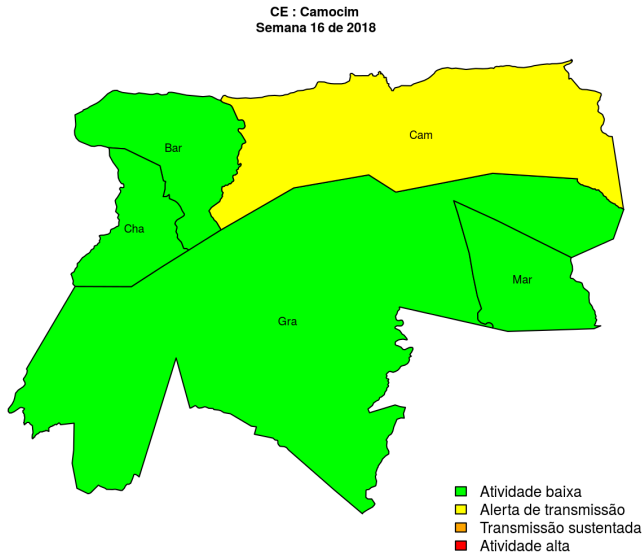 CE : Camocim
Semana 16 de 2018
Cam
Bar
Cha
Mar
Gra
Atividade baixa
Alerta de transmissão
Transmissão sustentada
Atividade alta